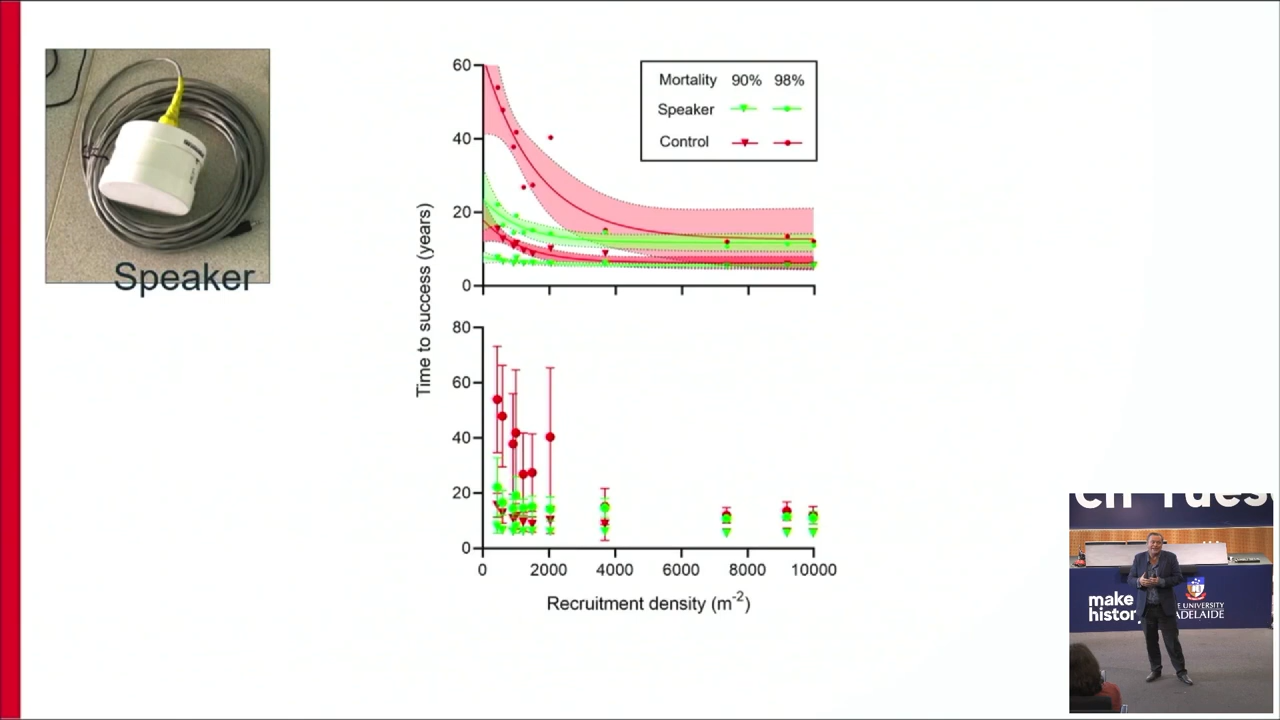 Speaker
60
40
20
0
Mortality 90% 98%
Speaker
Control
Time to success (years)
80
60
40
20
0
0 2000 4000 6000 8000 10000
Recruitment density (m⁻²)
make
history
UNIVERSITY
ADELAIDE